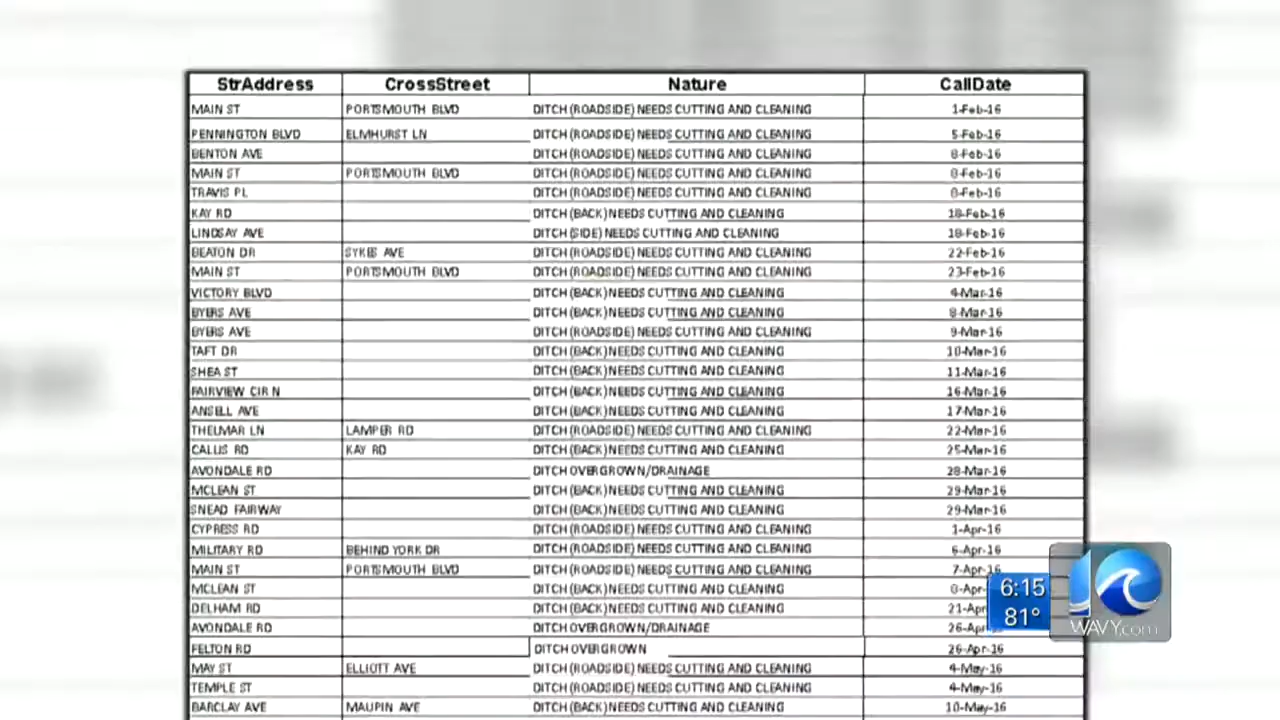 StrAddress CrossStreet Nature CallDate
MAIN ST PORTSMOUTH BLVD DITCH (ROADSIDE) NEEDS CUTTING AND CLEANING 1-Feb-16
PENNINGTON BLVD ELMHURST LN DITCH (ROADSIDE) NEEDS CUTTING AND CLEANING 5-Feb-16
BENTON AVE DITCH (ROADSIDE) NEEDS CUTTING AND CLEANING 8-Feb-16
MAIN ST PORTSMOUTH BLVD DITCH (ROADSIDE) NEEDS CUTTING AND CLEANING 8-Feb-16
TRAVIS PL DITCH (ROADSIDE) NEEDS CUTTING AND CLEANING 8-Feb-16
KAY RD DITCH (BACK) NEEDS CUTTING AND CLEANING 18-Feb-16
LINDSAY AVE DITCH (SIDE) NEEDS CUTTING AND CLEANING 18-Feb-16
BEATON DR SYKES AVE DITCH (ROADSIDE) NEEDS CUTTING AND CLEANING 22-Feb-16
MAIN ST PORTSMOUTH BLVD DITCH (ROADSIDE) NEEDS CUTTING AND CLEANING 23-Feb-16
VICTORY BLVD DITCH (BACK) NEEDS CUTTING AND CLEANING 4-Mar-16
BYERS AVE DITCH (BACK) NEEDS CUTTING AND CLEANING 8-Mar-16
BYERS AVE DITCH (ROADSIDE) NEEDS CUTTING AND CLEANING 9-Mar-16
TAFT DR DITCH (BACK) NEEDS CUTTING AND CLEANING 10-Mar-16
SHEA ST DITCH (BACK) NEEDS CUTTING AND CLEANING 11-Mar-16
FAIRVIEW CIR N DITCH (BACK) NEEDS CUTTING AND CLEANING 16-Mar-16
ANSELL AVE DITCH (BACK) NEEDS CUTTING AND CLEANING 17-Mar-16
THELMAR LN LAMPER RD DITCH (ROADSIDE) NEEDS CUTTING AND CLEANING 22-Mar-16
CALLIS RD KAY RD DITCH (BACK) NEEDS CUTTING AND CLEANING 25-Mar-16
AVONDALE RD DITCH OVERGROWN/DRAINAGE 28-Mar-16
MCLEAN ST DITCH (BACK) NEEDS CUTTING AND CLEANING 29-Mar-16
SNEAD FAIRWAY DITCH (BACK) NEEDS CUTTING AND CLEANING 29-Mar-16
CYPRESS RD DITCH (ROADSIDE) NEEDS CUTTING AND CLEANING 1-Apr-16
MILITARY RD BEHIND YORK DR DITCH (ROADSIDE) NEEDS CUTTING AND CLEANING 6-Apr-16
MAIN ST PORTSMOUTH BLVD DITCH (ROADSIDE) NEEDS CUTTING AND CLEANING 7-Apr-16
MCLEAN ST DITCH (BACK) NEEDS CUTTING AND CLEANING 8-Apr-
DELHAM RD DITCH (BACK) NEEDS CUTTING AND CLEANING 21-Apr
AVONDALE RD DITCH OVERGROWN/DRAINAGE 26-Apr
FELTON RD DITCH OVERGROWN 26-Apr-16
MAY ST ELLIOTT AVE DITCH (ROADSIDE) NEEDS CUTTING AND CLEANING 4-May-16
TEMPLE ST DITCH (ROADSIDE) NEEDS CUTTING AND CLEANING 4-May-16
BARCLAY AVE MAUPIN AVE DITCH (BACK) NEEDS CUTTING AND CLEANING 10-May-16
6:15
81°
10
WAVY.com